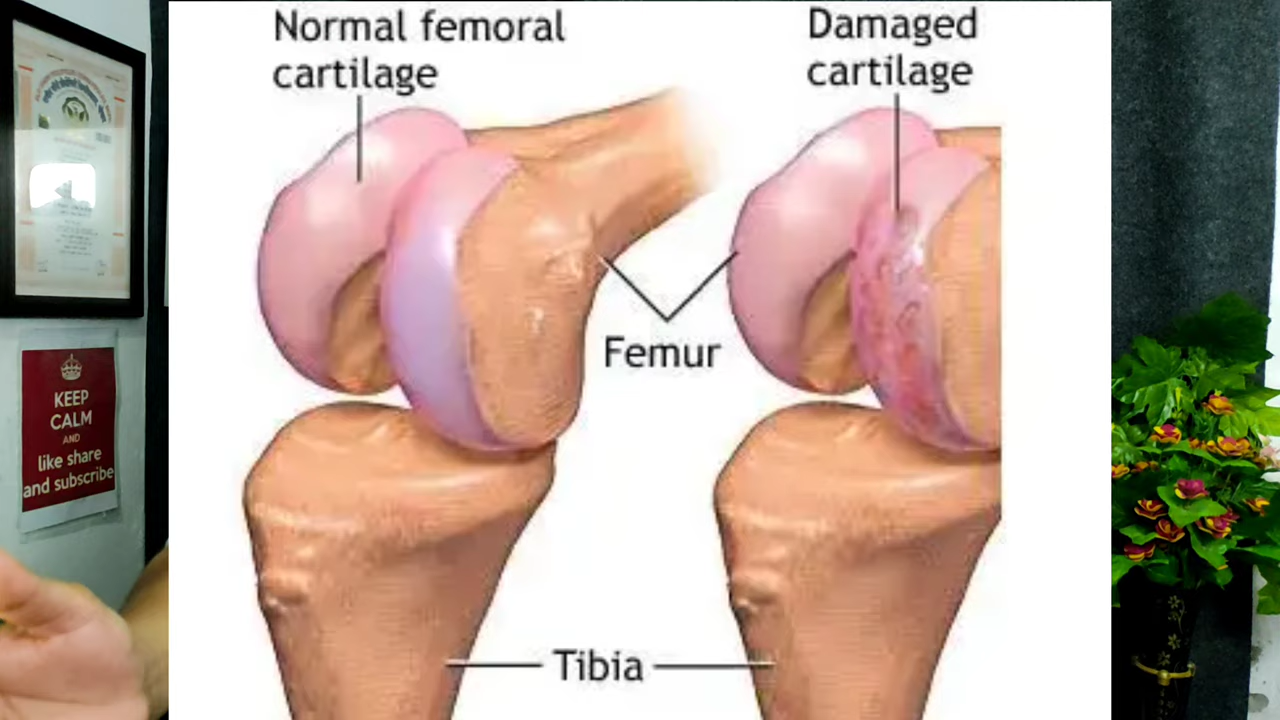 Normal femoral
cartilage
Damaged
cartilage
Femur
Tibia
KEEP
CALM
AND
like share
and subscribe